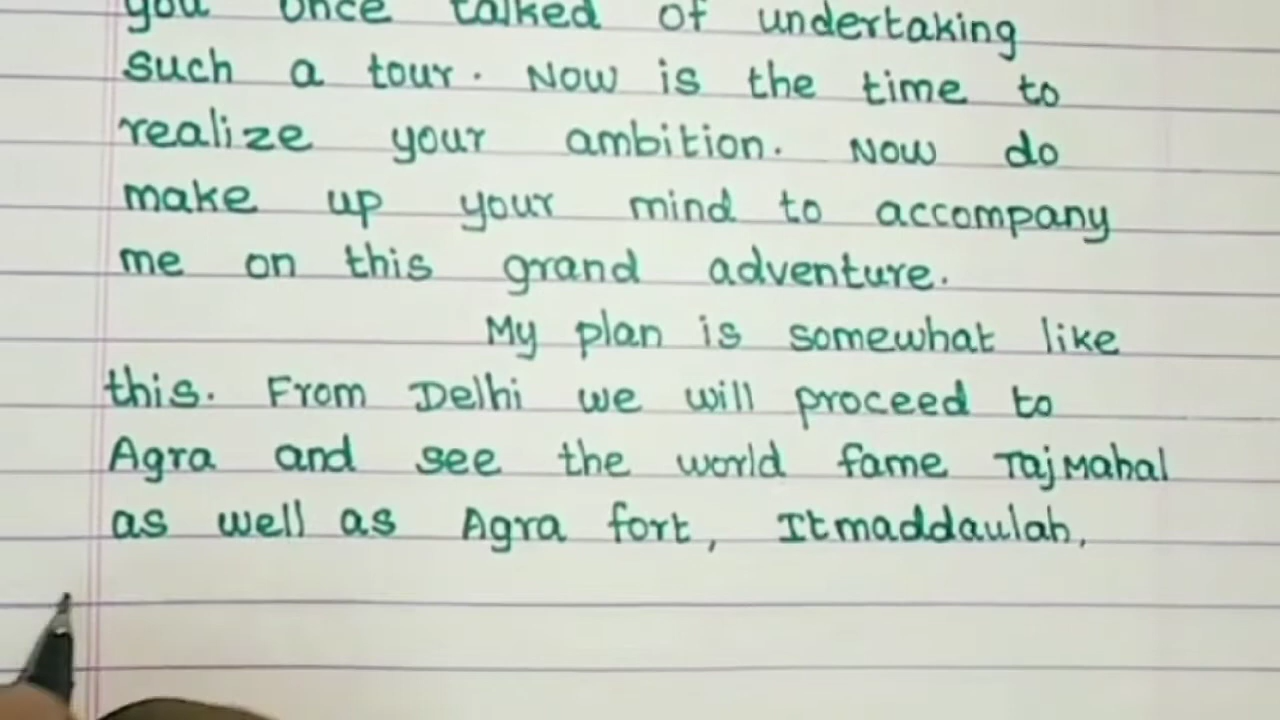 you once talked of undertaking
such a tour. Now is the time to
realize your ambition. Now do
make up your mind to accompany
me on this grand adventure.
My plan is somewhat like
this. From Delhi we will proceed to
Agra and see the world fame TajMahal
as well as Agra fort, Itmaddaulah,